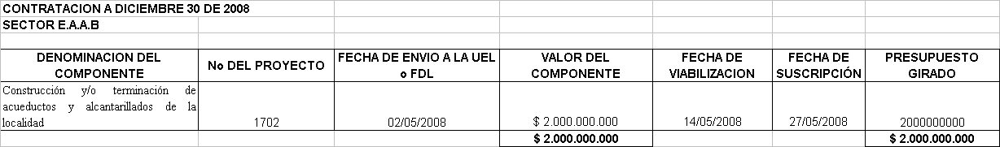 CONTRATACION A DICIEMBRE 30 DE 2008
SECTOR E.A.A.B
DENOMINACION DEL COMPONENTE No DEL PROYECTO FECHA DE ENVIO A LA UEL o FDL VALOR DEL COMPONENTE FECHA DE VIABILIZACION FECHA DE SUSCRIPCIÓN PRESUPUESTO GIRADO
Construcción y/o terminación de
acueductos y alcantarillados de la
localidad 1702 02/05/2008 $ 2.000.000.000 14/05/2008 27/05/2008 2000000000
$ 2.000.000.000 $ 2.000.000.000